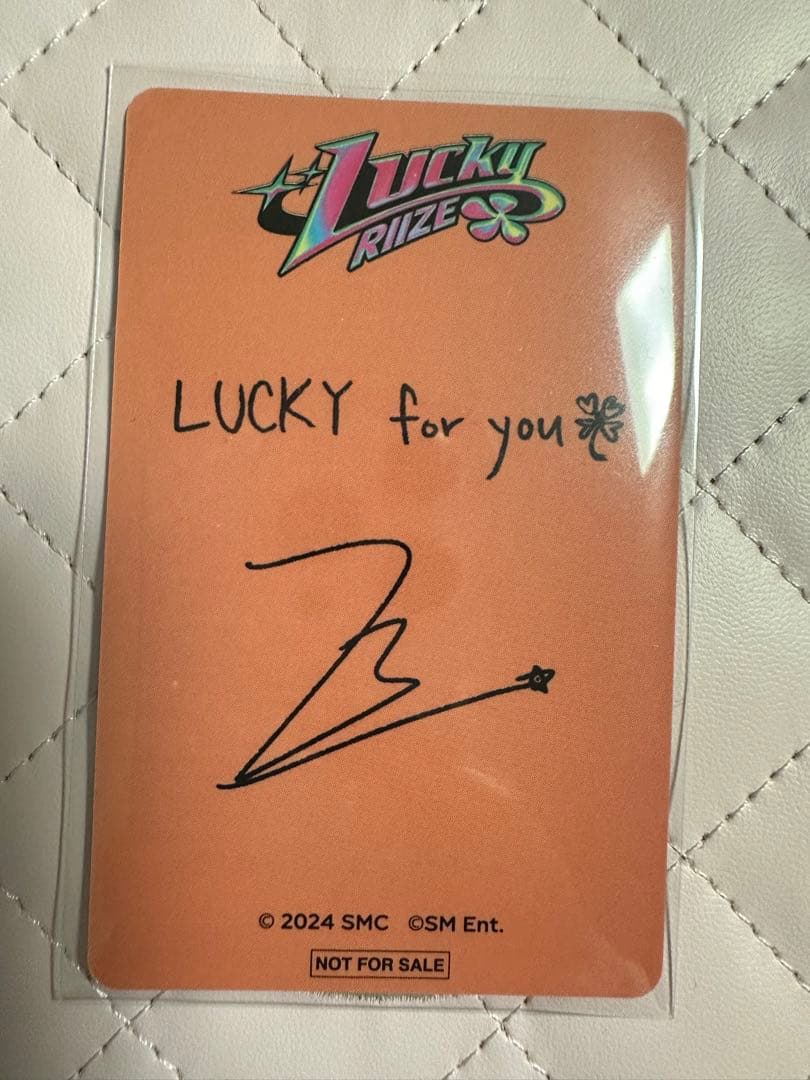 Lucky
RIIZE
LUCKY for you
© 2024 SMC ©SM Ent.
NOT FOR SALE